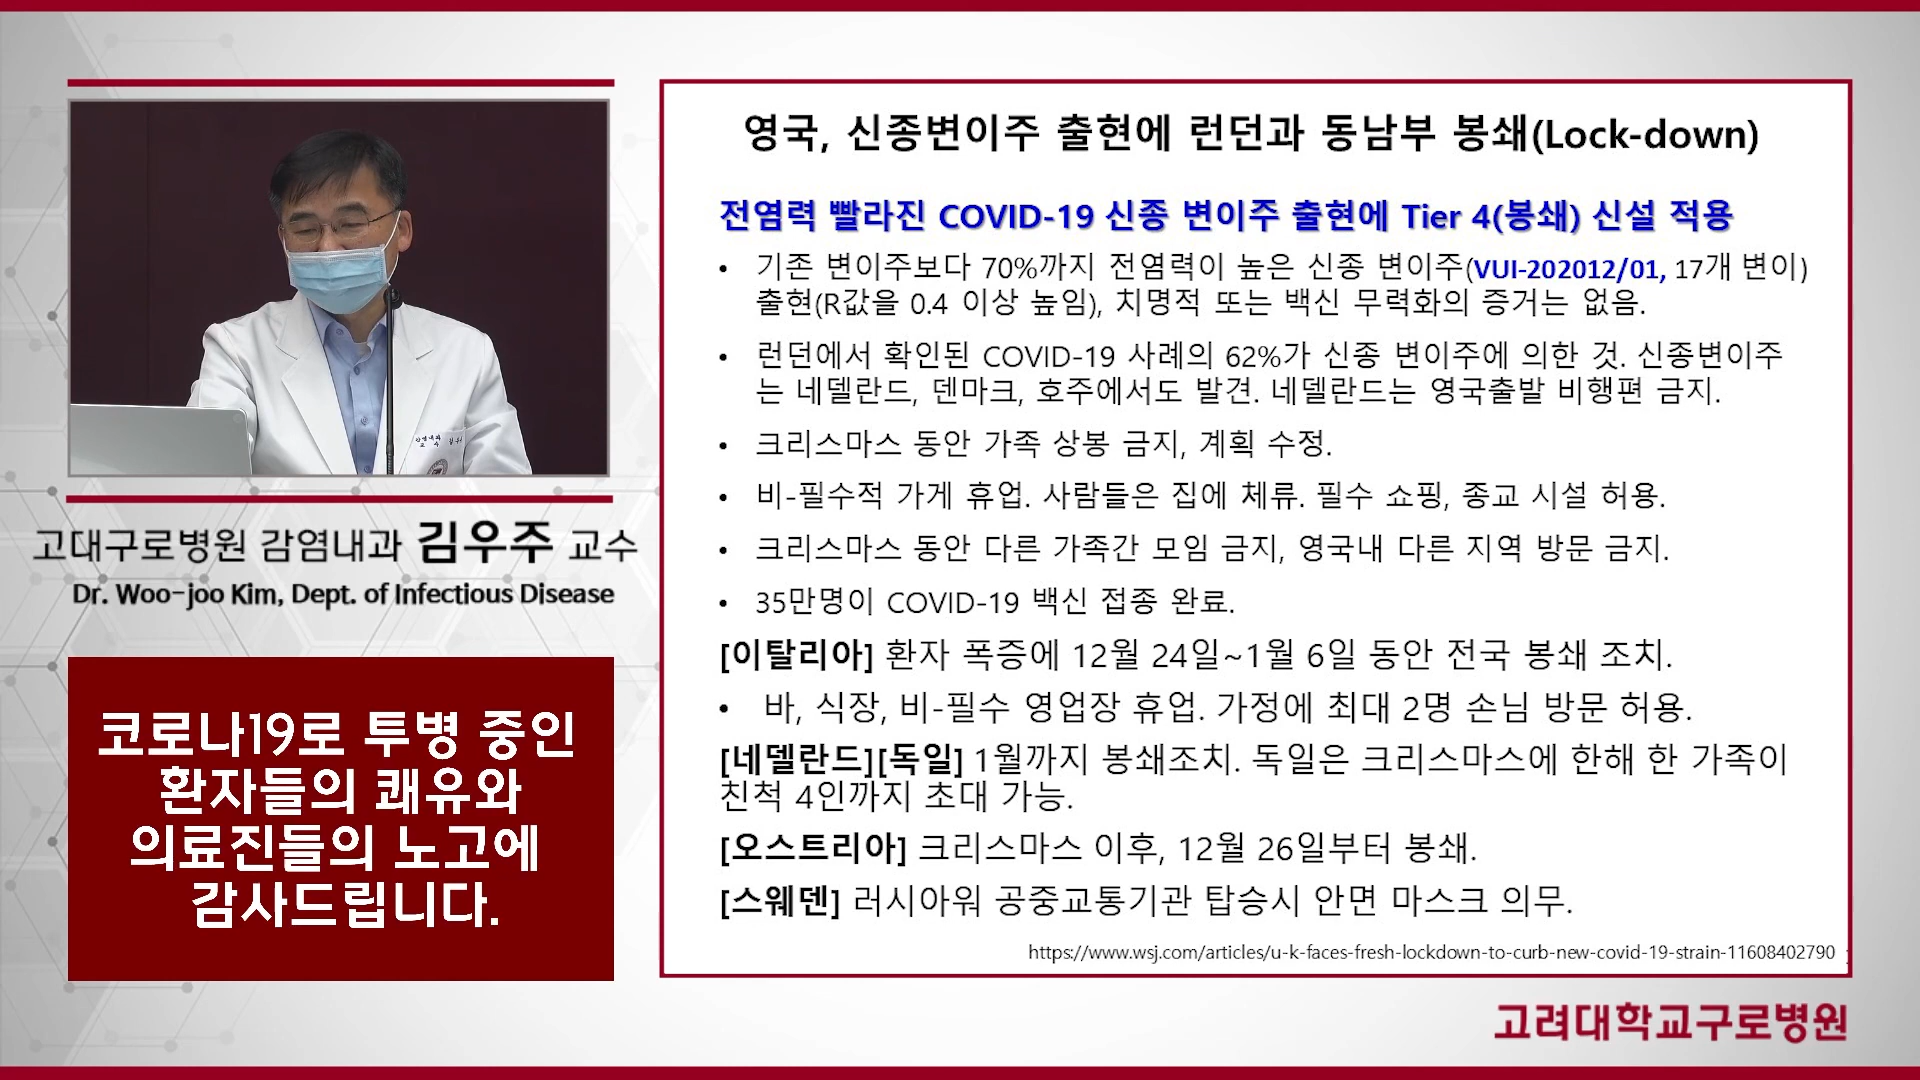 고대구로병원 감염내과 김우주 교수
Dr. Woo-joo Kim, Dept. of Infectious Disease
코로나19로 투병 중인
환자들의 쾌유와
의료진들의 노고에
감사드립니다.
영국, 신종변이주 출현에 런던과 동남부 봉쇄(Lock-down)
전염력 빨라진 COVID-19 신종 변이주 출현에 Tier 4(봉쇄) 신설 적용
• 기존 변이주보다 70%까지 전염력이 높은 신종 변이주(VUI-202012/01, 17개 변이)
출현(R값을 0.4 이상 높임), 치명적 또는 백신 무력화의 증거는 없음.
• 런던에서 확인된 COVID-19 사례의 62%가 신종 변이주에 의한 것. 신종변이주
는 네델란드, 덴마크, 호주에서도 발견. 네델란드는 영국출발 비행편 금지.
• 크리스마스 동안 가족 상봉 금지, 계획 수정.
• 비-필수적 가게 휴업. 사람들은 집에 체류. 필수 쇼핑, 종교 시설 허용.
• 크리스마스 동안 다른 가족간 모임 금지, 영국내 다른 지역 방문 금지.
• 35만명이 COVID-19 백신 접종 완료.
[이탈리아] 환자 폭증에 12월 24일~1월 6일 동안 전국 봉쇄 조치.
• 바, 식장, 비-필수 영업장 휴업. 가정에 최대 2명 손님 방문 허용.
[네델란드][독일] 1월까지 봉쇄조치. 독일은 크리스마스에 한해 한 가족이
친척 4인까지 초대 가능.
[오스트리아] 크리스마스 이후, 12월 26일부터 봉쇄.
[스웨덴] 러시아워 공중교통기관 탑승시 안면 마스크 의무.
https://www.wsj.com/articles/u-k-faces-fresh-lockdown-to-curb-new-covid-19-strain-11608402790
고려대학교구로병원